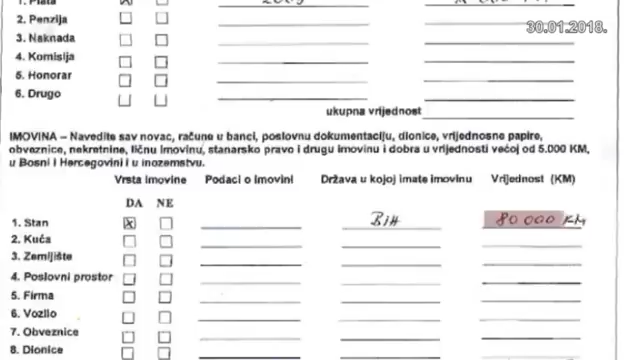 1. Plata
30.01.2018.
2. Penzija
3. Naknada
4. Komisija
5. Honorar
6. Drugo
ukupna vrijednost
IMOVINA – Navedite sav novac, račune u banci, poslovnu dokumentaciju, dionice, vrijednosne papire,
obveznice, nekretnine, ličnu imovinu, stanarsko pravo i drugu imovinu i dobra u vrijednosti većoj od 5.000 KM,
u Bosni i Hercegovini i u inozemstvu.
Vrsta imovine Podaci o imovini Država u kojoj imate imovinu Vrijednost (KM)
DA NE
1. Stan BIH 80 000 KM
2. Kuća
3. Zemljište
4. Poslovni prostor
5. Firma
6. Vozilo
7. Obveznice
8. Dionice